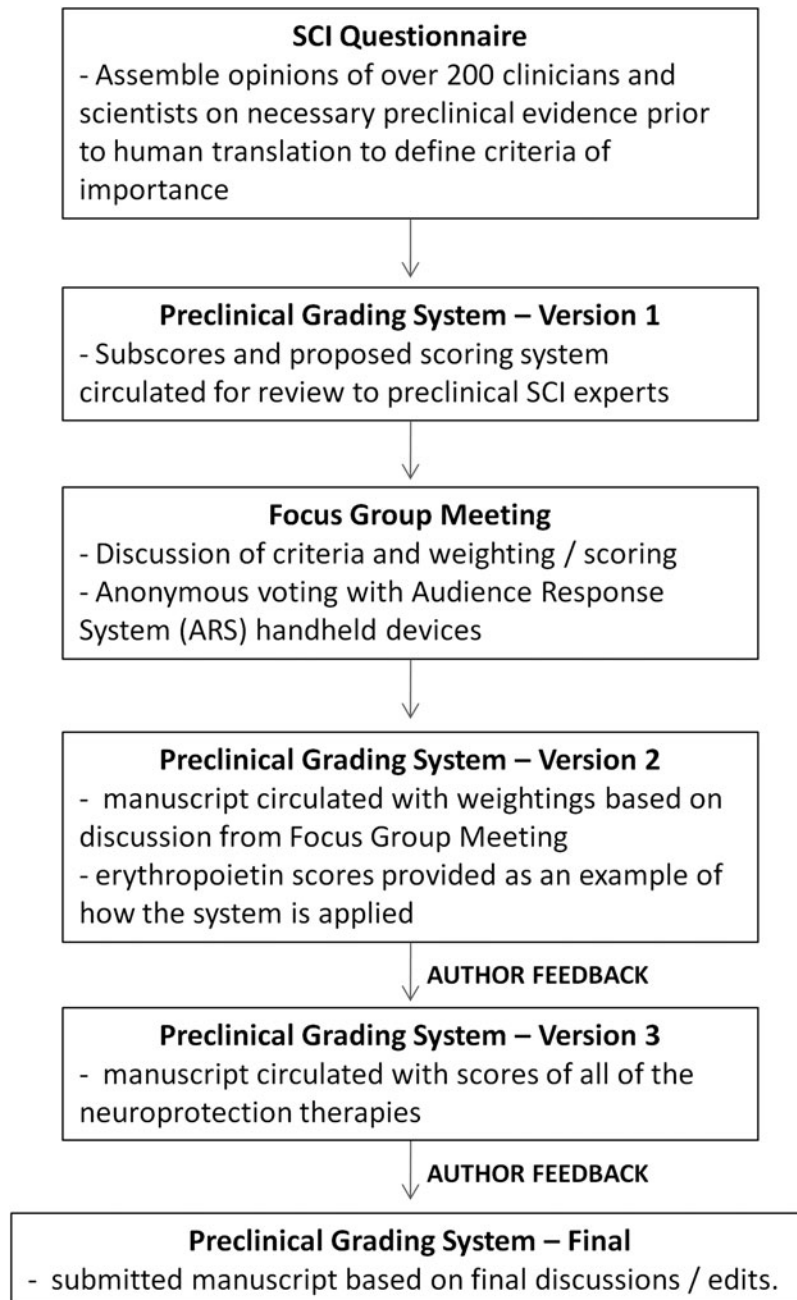 SCI Questionnaire
- Assemble opinions of over 200 clinicians and
scientists on necessary preclinical evidence prior
to human translation to define criteria of
importance
Preclinical Grading System – Version 1
- Subscores and proposed scoring system
circulated for review to preclinical SCI experts
Focus Group Meeting
- Discussion of criteria and weighting / scoring
- Anonymous voting with Audience Response
System (ARS) handheld devices
Preclinical Grading System – Version 2
- manuscript circulated with weightings based on
discussion from Focus Group Meeting
- erythropoietin scores provided as an example of
how the system is applied
AUTHOR FEEDBACK
Preclinical Grading System – Version 3
- manuscript circulated with scores of all of the
neuroprotection therapies
AUTHOR FEEDBACK
Preclinical Grading System – Final
- submitted manuscript based on final discussions / edits.